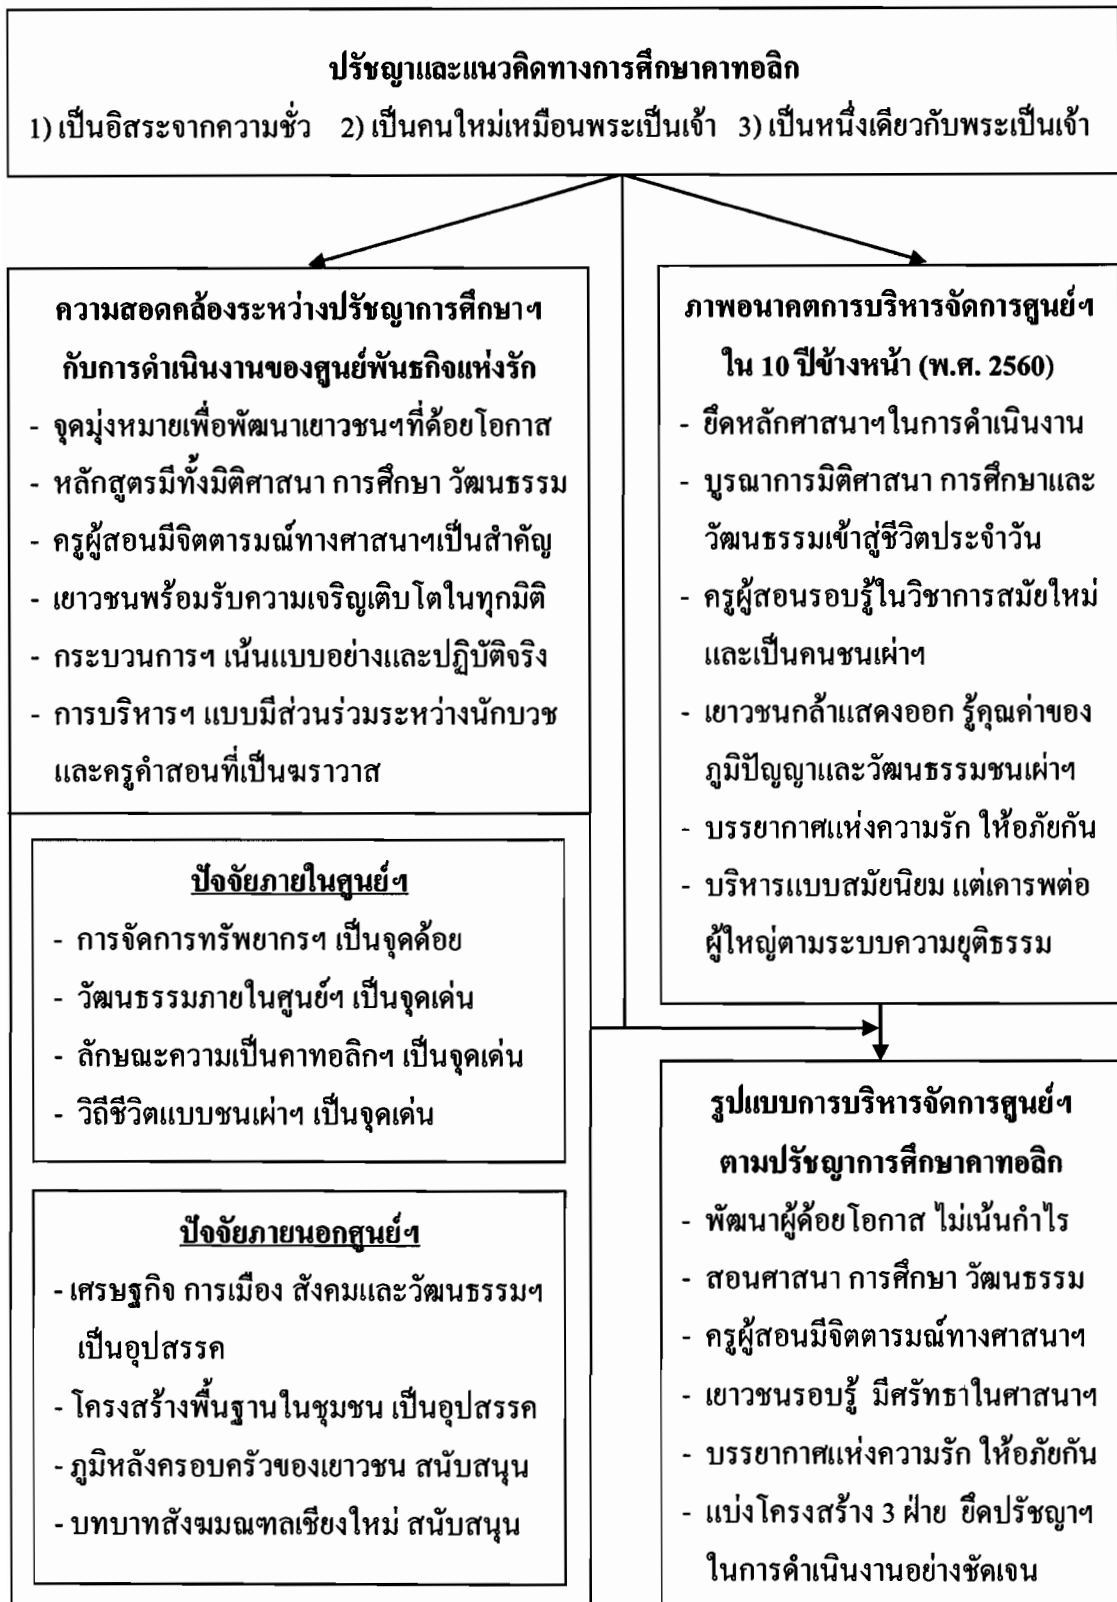 ปรัชญาและแนวคิดทางการศึกษาคาทอลิก
1) เป็นอิสระจากความชั่ว 2) เป็นคนใหม่เหมือนพระเป็นเจ้า 3) เป็นหนึ่งเดียวกับพระเป็นเจ้า
ความสอดคล้องระหว่างปรัชญาการศึกษาฯ
กับการดำเนินงานของศูนย์พันธกิจแห่งรัก
- จุดมุ่งหมายเพื่อพัฒนาเยาวชนฯที่ด้อยโอกาส
- หลักสูตรมีทั้งมิติศาสนา การศึกษา วัฒนธรรม
- ครูผู้สอนมีจิตตารมณ์ทางศาสนาฯเป็นสำคัญ
- เยาวชนพร้อมรับความเจริญเติบโตในทุกมิติ
- กระบวนการฯ เน้นแบบอย่างและปฏิบัติจริง
- การบริหารฯ แบบมีส่วนร่วมระหว่างนักบวช
และครูคำสอนที่เป็นฆราวาส
ปัจจัยภายในศูนย์ฯ
- การจัดการทรัพยากรฯ เป็นจุดด้อย
- วัฒนธรรมภายในศูนย์ฯ เป็นจุดเด่น
- ลักษณะความเป็นคาทอลิกฯ เป็นจุดเด่น
- วิถีชีวิตแบบชนเผ่าฯ เป็นจุดเด่น
ปัจจัยภายนอกศูนย์ฯ
- เศรษฐกิจ การเมือง สังคมและวัฒนธรรมฯ
เป็นอุปสรรค
- โครงสร้างพื้นฐานในชุมชน เป็นอุปสรรค
- ภูมิหลังครอบครัวของเยาวชน สนับสนุน
- บทบาทสังฆมณฑลเชียงใหม่ สนับสนุน
ภาพอนาคตการบริหารจัดการศูนย์ฯ
ใน 10 ปีข้างหน้า (พ.ศ. 2560)
- ยึดหลักศาสนาฯในการดำเนินงาน
- บูรณาการมิติศาสนา การศึกษาและ
วัฒนธรรมเข้าสู่ชีวิตประจำวัน
- ครูผู้สอนรอบรู้ในวิชาการสมัยใหม่
และเป็นคนชนเผ่าฯ
- เยาวชนกล้าแสดงออก รู้คุณค่าของ
ภูมิปัญญาและวัฒนธรรมชนเผ่าฯ
- บรรยากาศแห่งความรัก ให้อภัยกัน
- บริหารแบบสมัยนิยม แต่เคารพต่อ
ผู้ใหญ่ตามระบบความยุติธรรม
รูปแบบการบริหารจัดการศูนย์ฯ
ตามปรัชญาการศึกษาคาทอลิก
- พัฒนาผู้ด้อยโอกาส ไม่เน้นกำไร
- สอนศาสนา การศึกษา วัฒนธรรม
- ครูผู้สอนมีจิตตารมณ์ทางศาสนาฯ
- เยาวชนรอบรู้ มีศรัทธาในศาสนาฯ
- บรรยากาศแห่งความรัก ให้อภัยกัน
- แบ่งโครงสร้าง 3 ฝ่าย ยึดปรัชญาฯ
ในการดำเนินงานอย่างชัดเจน